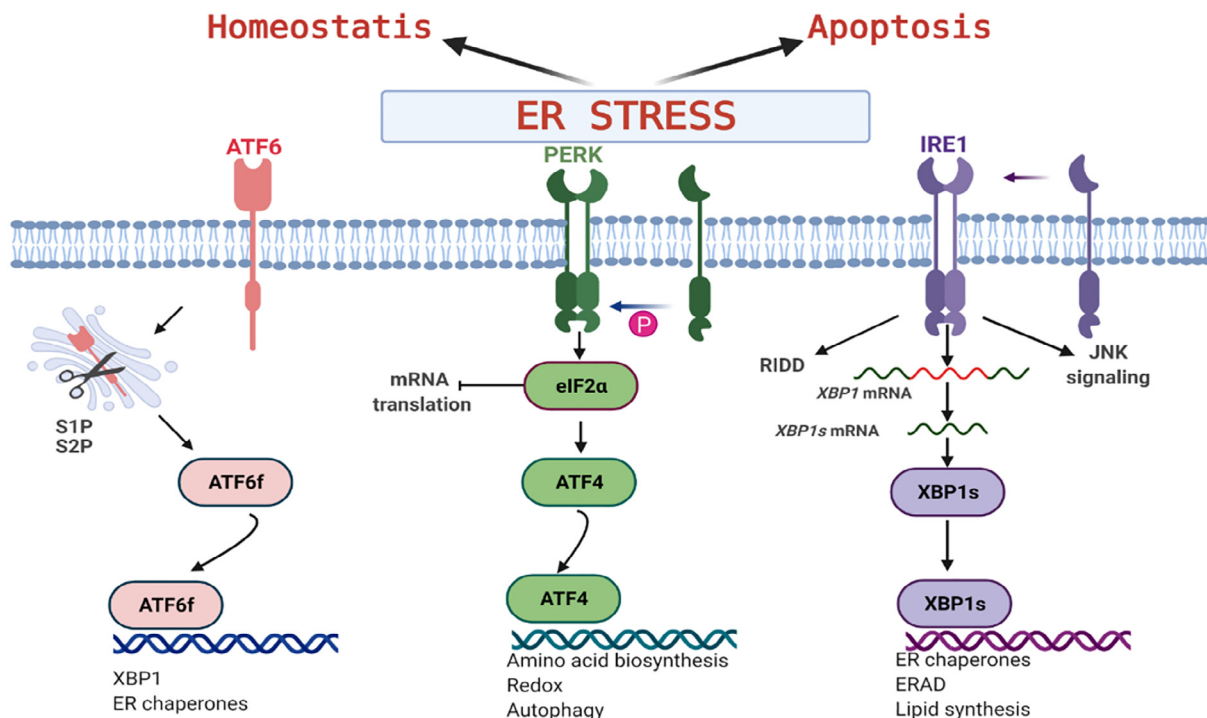 Homeostatis
Apoptosis
ER STRESS
ATF6
PERK
IRE1
P
S1P
S2P
ATF6f
ATF6f
XBP1
ER chaperones
mRNA
translation
eIF2α
ATF4
ATF4
Amino acid biosynthesis
Redox
Autophagy
RIDD
JNK
signaling
XBP1 mRNA
XBP1s mRNA
XBP1s
XBP1s
ER chaperones
ERAD
Lipid synthesis